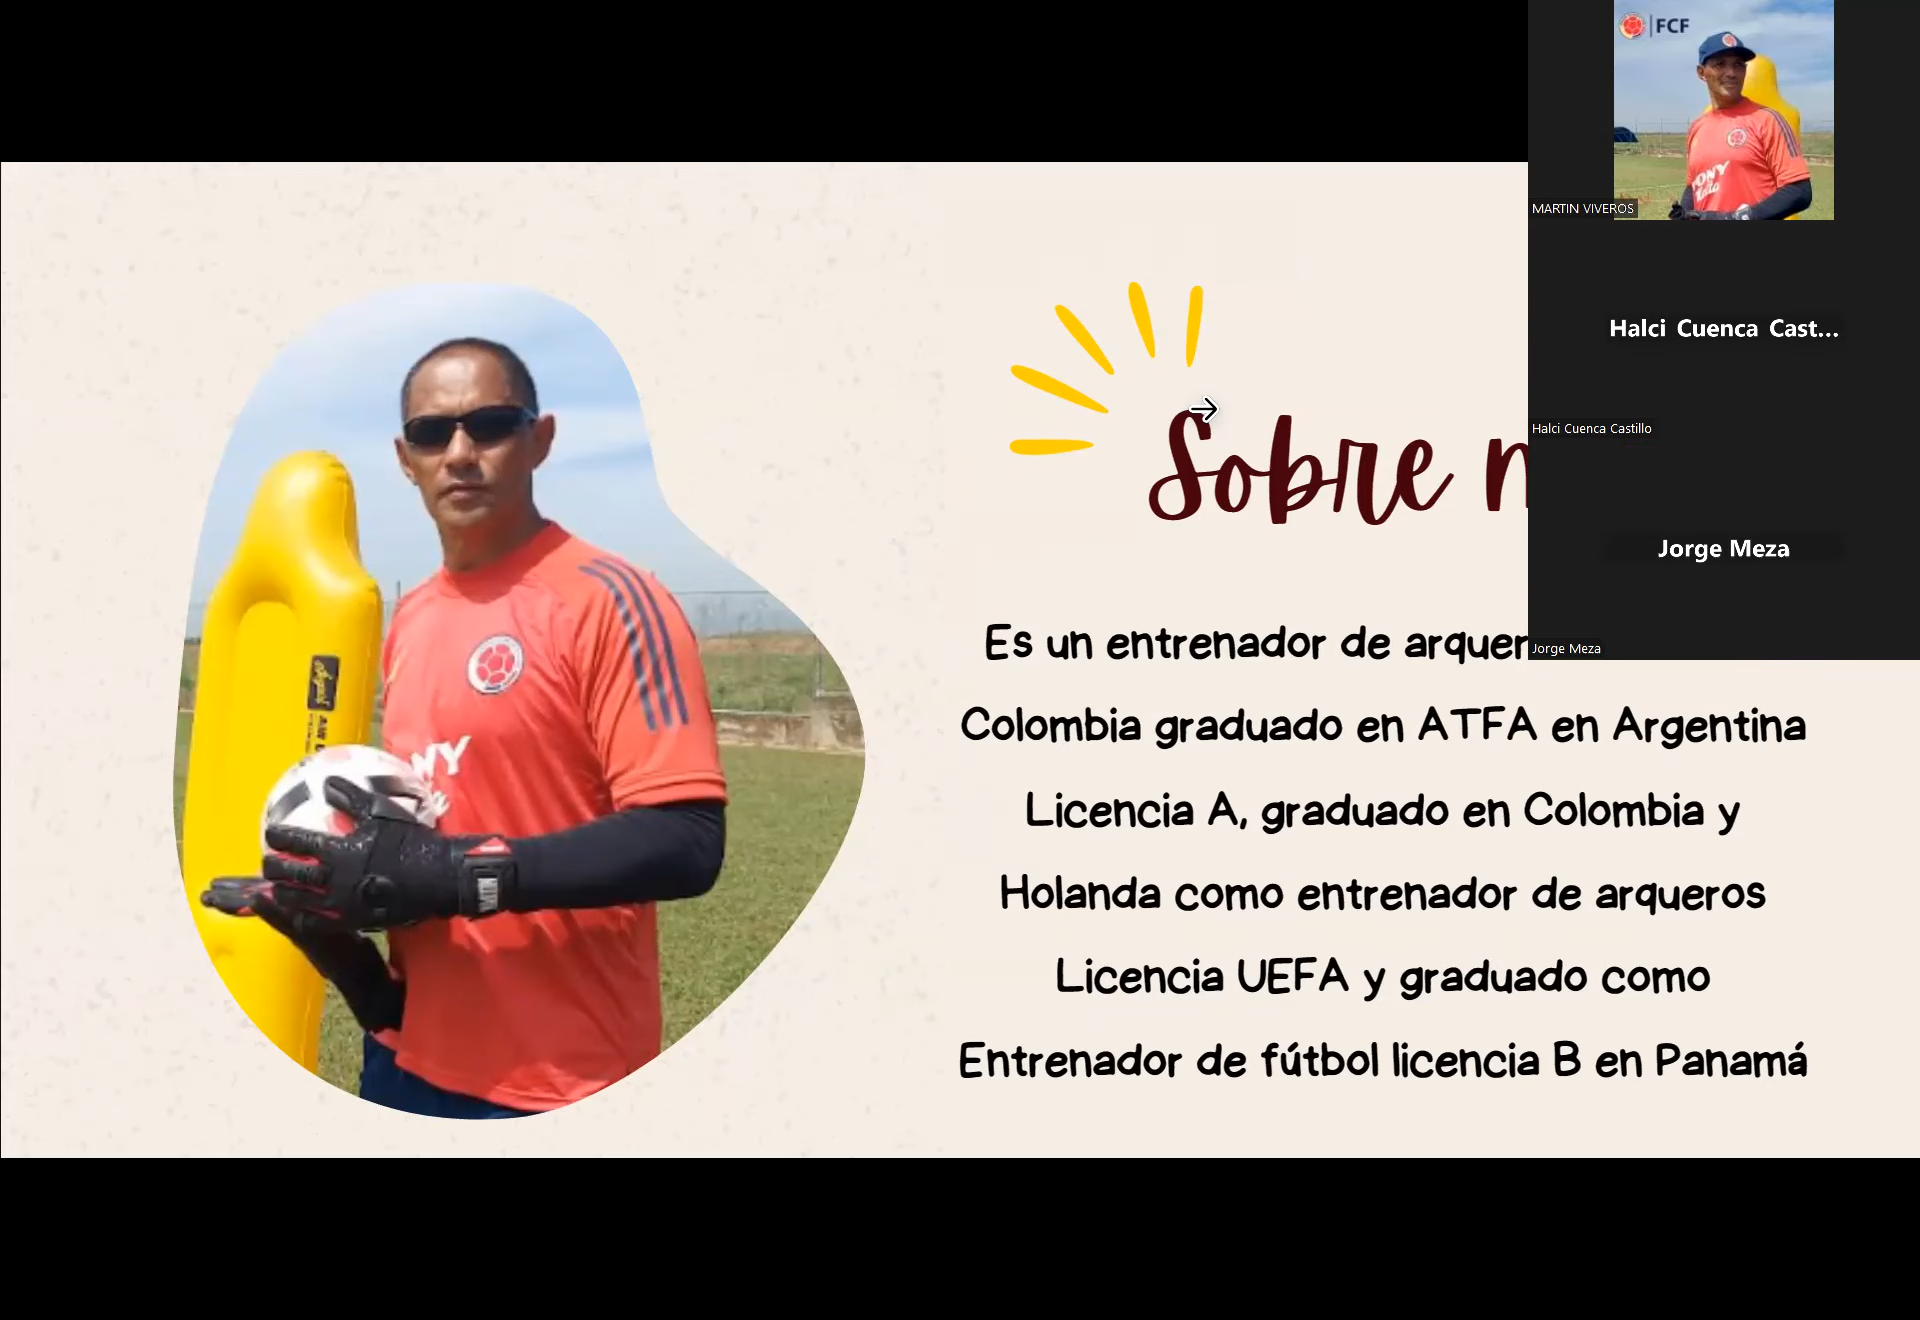 FCF
MARTIN VIVEROS
Halci Cuenca Cast...
Halci Cuenca Castillo
Jorge Meza
Jorge Meza
Sobre
Es un entrenador de arquer
Colombia graduado en ATFA en Argentina
Licencia A, graduado en Colombia y
Holanda como entrenador de arqueros
Licencia UEFA y graduado como
Entrenador de fútbol licencia B en Panamá